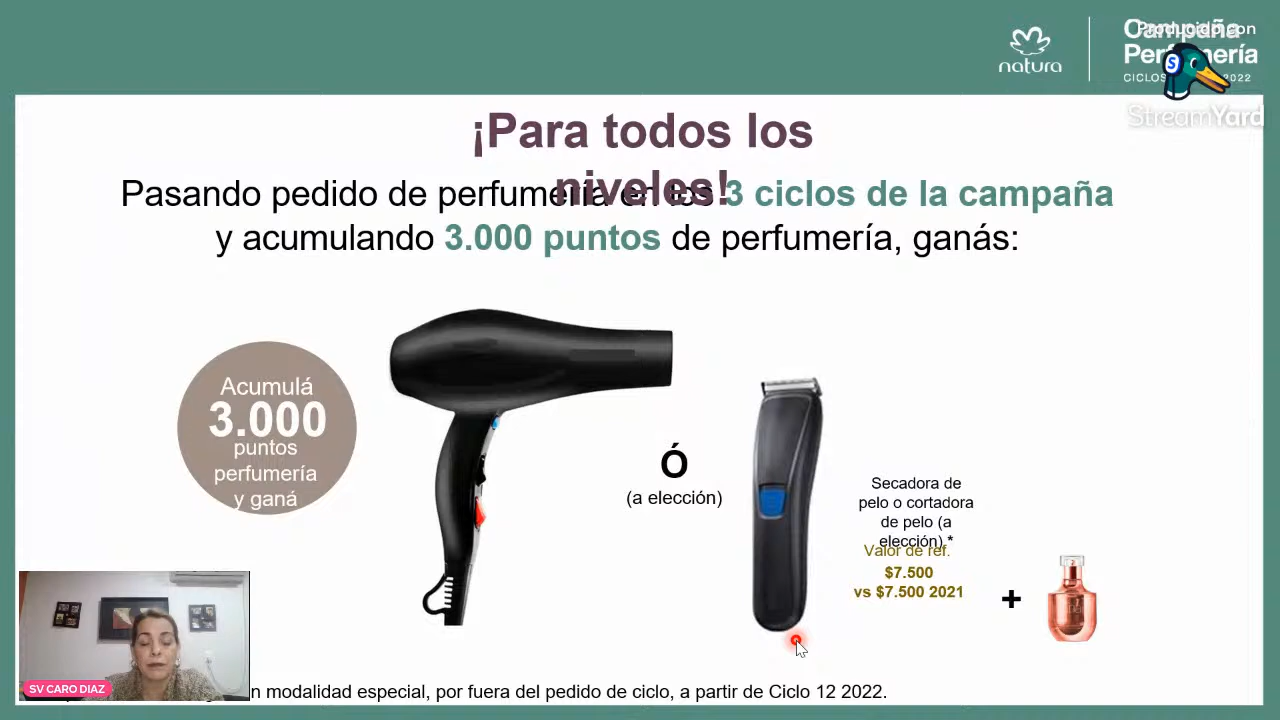 Producido con
Campaña
natura
CICLOS
2022
StreamYard
¡Para todos los
niveles!
Pasando pedido de perfumería en los 3 ciclos de la campaña
y acumulando 3.000 puntos de perfumería, ganás:
Acumulá
3.000
puntos
perfumería
y ganá
Ó
(a elección)
Secadora de
pelo o cortadora
de pelo (a
elección) *
Valor de ref.
$7.500
vs $7.500 2021
+
SV CARO DIAZ
n modalidad especial, por fuera del pedido de ciclo, a partir de Ciclo 12 2022.